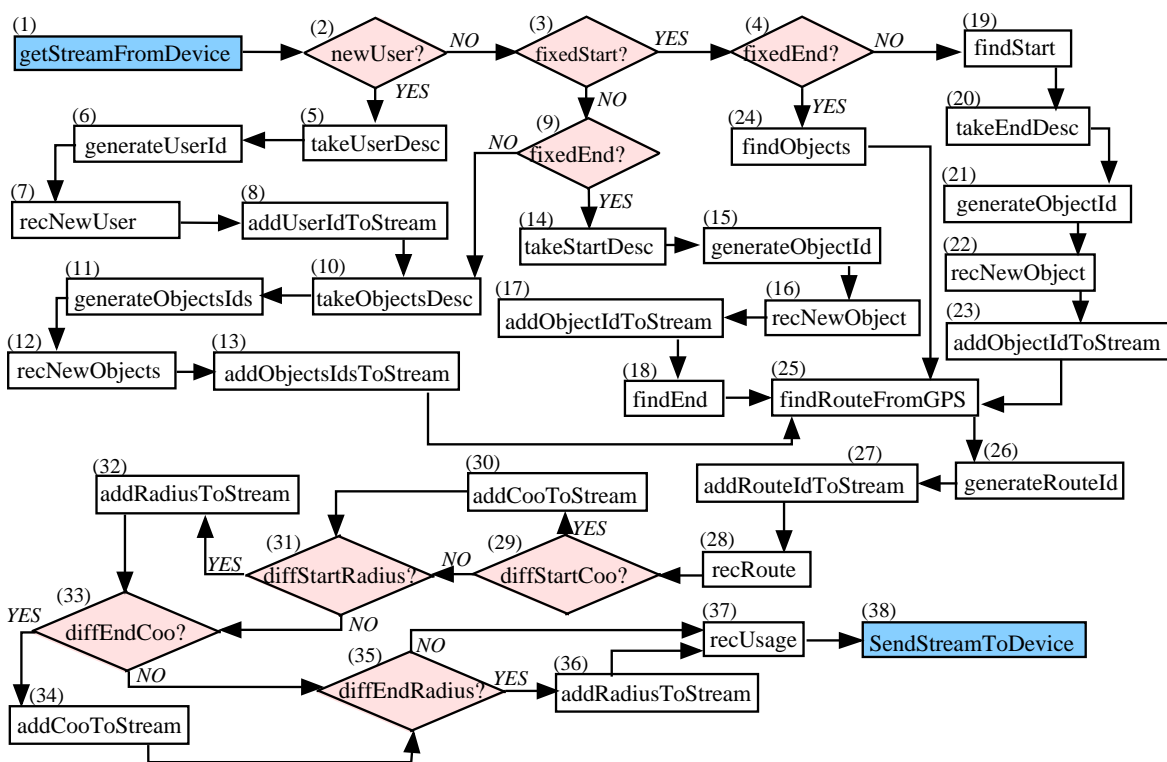 (1)
getStreamFromDevice
(2)
newUser?
NO
YES
(3)
fixedStart?
YES
NO
(4)
fixedEnd?
NO
YES
(19)
findStart
(20)
takeEndDesc
(5)
takeUserDesc
(6)
generateUserId
(7)
recNewUser
(8)
addUserIdToStream
(9)
fixedEnd?
NO
YES
(24)
findObjects
(21)
generateObjectId
(22)
recNewObject
(23)
addObjectIdToStream
(14)
takeStartDesc
(15)
generateObjectId
(16)
recNewObject
(17)
addObjectIdToStream
(18)
findEnd
(10)
takeObjectsDesc
(11)
generateObjectsIds
(12)
recNewObjects
(13)
addObjectsIdsToStream
(25)
findRouteFromGPS
(26)
generateRouteId
(27)
addRouteIdToStream
(28)
recRoute
(29)
diffStartCoo?
YES
NO
(30)
addCooToStream
(31)
diffStartRadius?
YES
NO
(32)
addRadiusToStream
(33)
diffEndCoo?
YES
NO
(34)
addCooToStream
(35)
diffEndRadius?
NO
YES
(36)
addRadiusToStream
(37)
recUsage
(38)
SendStreamToDevice